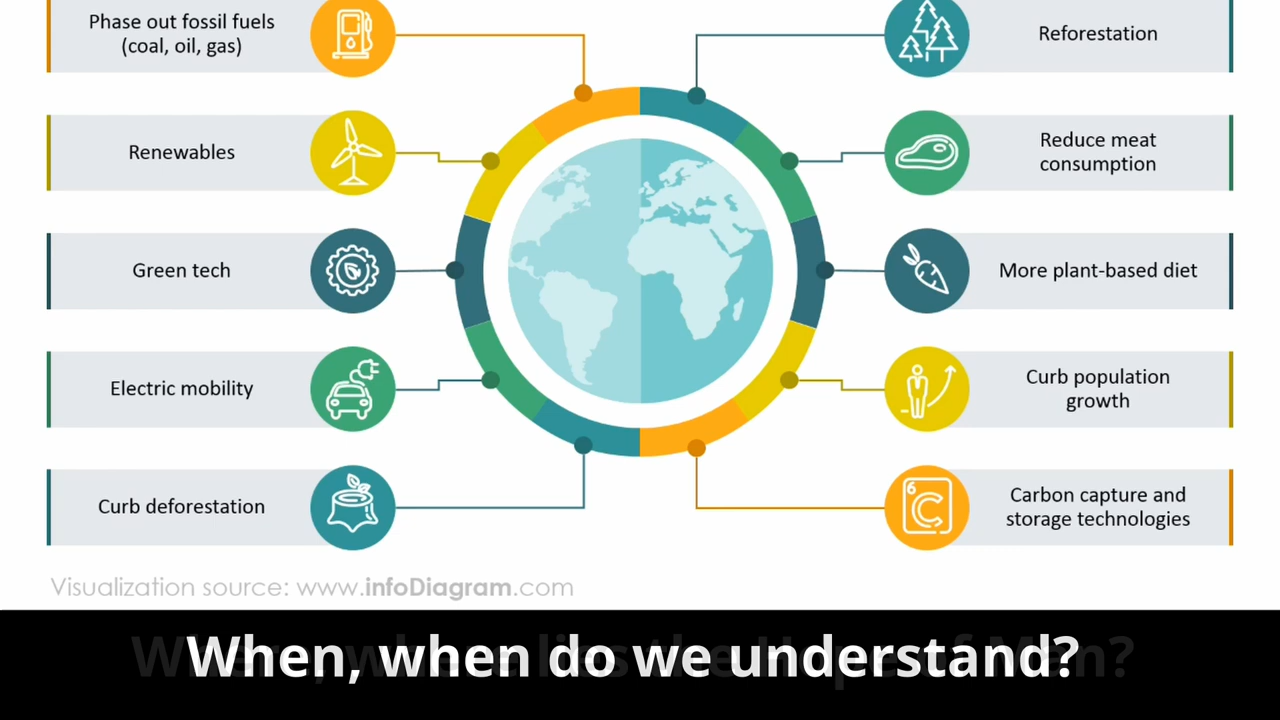 Phase out fossil fuels
(coal, oil, gas)
Renewables
Green tech
Electric mobility
Curb deforestation
Reforestation
Reduce meat
consumption
More plant-based diet
Curb population
growth
6
C
Carbon capture and
storage technologies
Visualization source: www.infoDiagram.com
When, when do we understand?